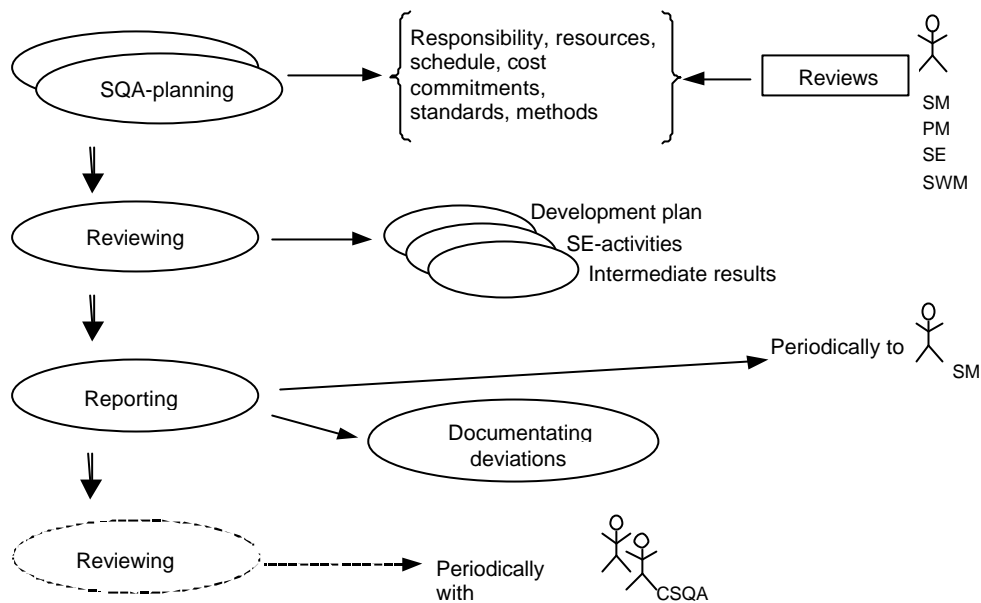 SQA-planning
Responsibility, resources,
schedule, cost
commitments,
standards, methods
Reviews
SM
PM
SE
SWM
Reviewing
Development plan
SE-activities
Intermediate results
Reporting
Periodically to
SM
Documentating
deviations
Reviewing
Periodically
with
CSQA